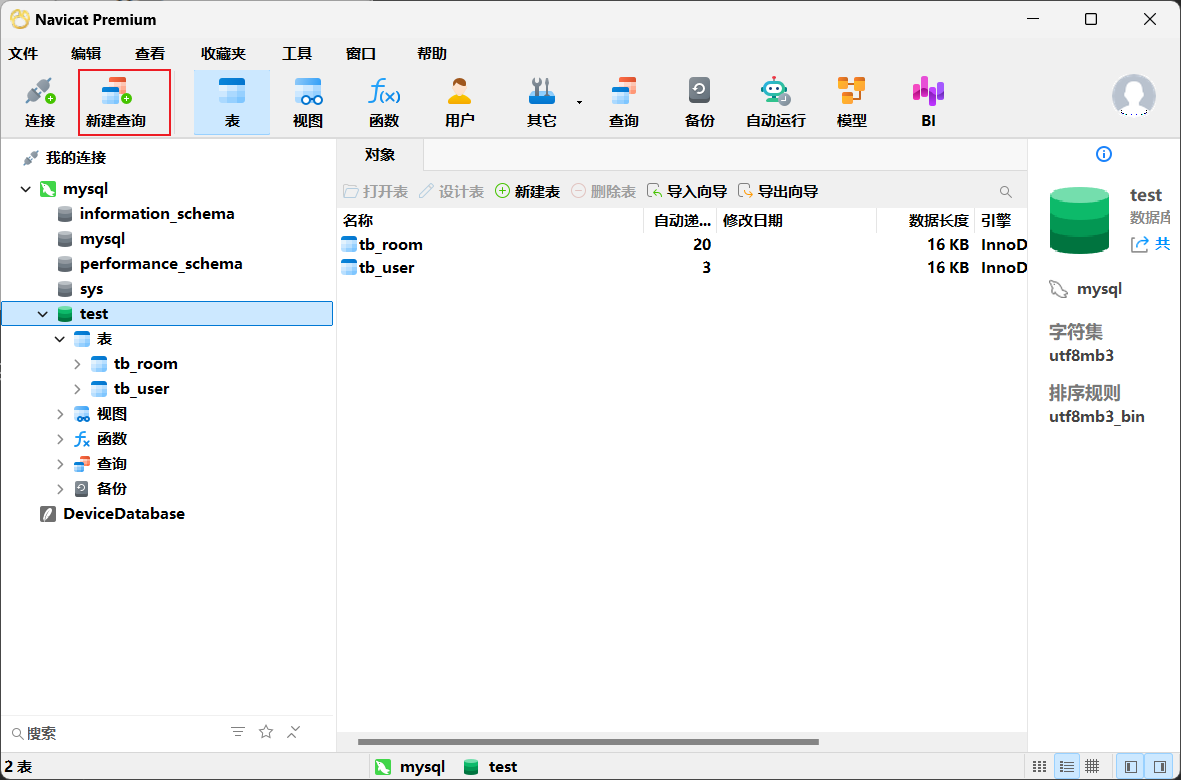 Navicat Premium
文件 编辑 查看 收藏夹 工具 窗口 帮助
连接 新建查询 表 视图 函数 用户 其它 查询 备份 自动运行 模型 BI
我的连接
mysql
information_schema
mysql
performance_schema
sys
test
表
tb_room
tb_user
视图
函数
查询
备份
DeviceDatabase
搜索
对象
打开表 设计表 新建表 删除表 导入向导 导出向导
名称 自动递... 修改日期 数据长度 引擎
tb_room 20 16 KB InnoD
tb_user 3 16 KB InnoD
test
数据库
共
mysql
字符集
utf8mb3
排序规则
utf8mb3_bin
2 表 mysql test